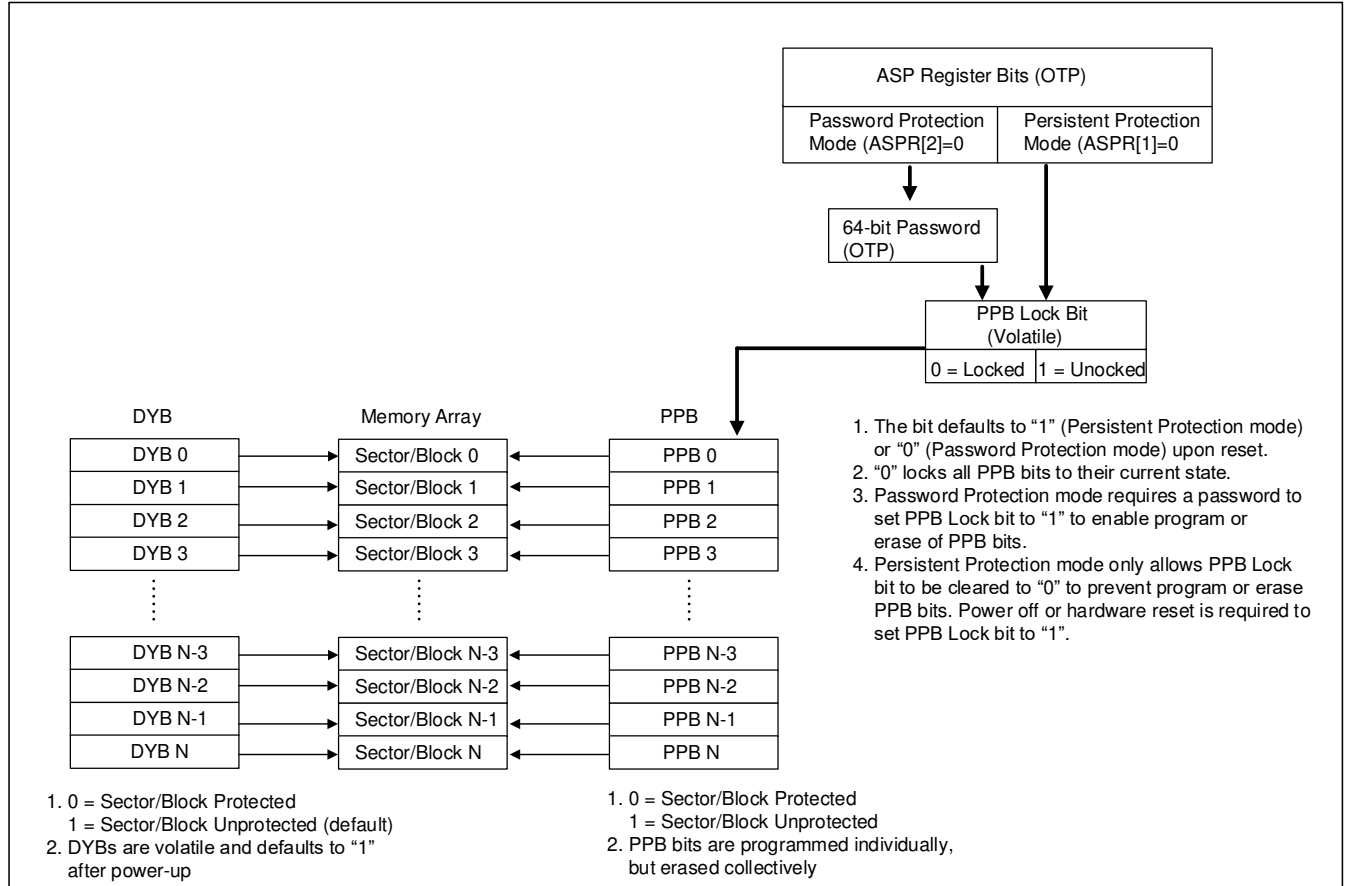 ASP Register Bits (OTP)
Password Protection
Mode (ASPR[2]=0
Persistent Protection
Mode (ASPR[1]=0
64-bit Password
(OTP)
PPB Lock Bit
(Volatile)
0 = Locked
1 = Unocked
1. The bit defaults to “1” (Persistent Protection mode)
or “0” (Password Protection mode) upon reset.
2. “0” locks all PPB bits to their current state.
3. Password Protection mode requires a password to
set PPB Lock bit to “1” to enable program or
erase of PPB bits.
4. Persistent Protection mode only allows PPB Lock
bit to be cleared to “0” to prevent program or erase
PPB bits. Power off or hardware reset is required to
set PPB Lock bit to “1”.
DYB Memory Array PPB
DYB 0 Sector/Block 0 PPB 0
DYB 1 Sector/Block 1 PPB 1
DYB 2 Sector/Block 2 PPB 2
DYB 3 Sector/Block 3 PPB 3
DYB N-3 Sector/Block N-3 PPB N-3
DYB N-2 Sector/Block N-2 PPB N-2
DYB N-1 Sector/Block N-1 PPB N-1
DYB N Sector/Block N PPB N
1. 0 = Sector/Block Protected
1 = Sector/Block Unprotected (default)
2. DYBs are volatile and defaults to “1”
after power-up
1. 0 = Sector/Block Protected
1 = Sector/Block Unprotected
2. PPB bits are programmed individually,
but erased collectively